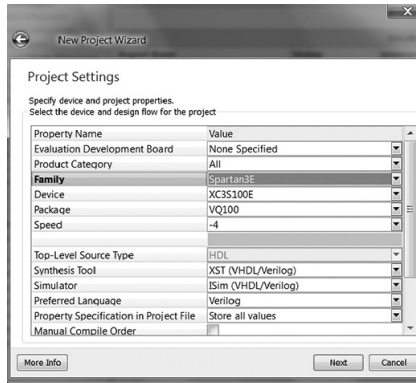 New Project Wizard
Project Settings
Specify device and project properties.
Select the device and design flow for the project
Property Name Value
Evaluation Development Board None Specified
Product Category All
Family Spartan3E
Device XC3S100E
Package VQ100
Speed -4
Top-Level Source Type HDL
Synthesis Tool XST (VHDL/Verilog)
Simulator ISim (VHDL/Verilog)
Preferred Language Verilog
Property Specification in Project File Store all values
Manual Compile Order
More Info Next Cancel